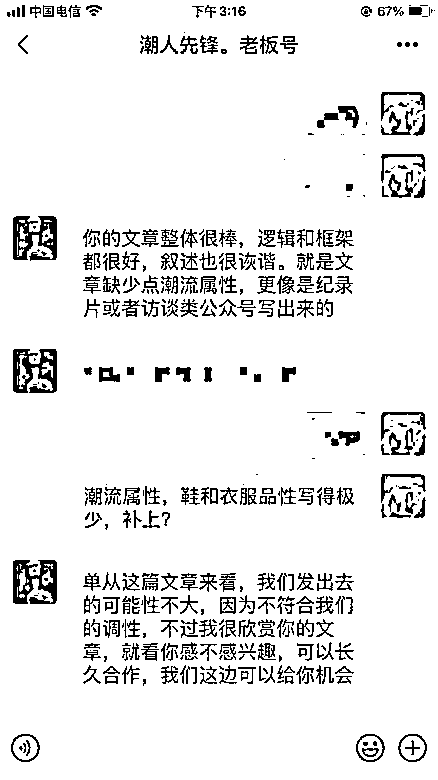 中国电信
下午3:16
67%
潮人先锋。老板号
你的文章整体很棒，逻辑和框架
都很好，叙述也很诙谐。就是文
章缺少点潮流属性，更像是纪录
片或者访谈类公众号写出来的
潮流属性，鞋和衣服品性写得极
少，补上？
单从这篇文章来看，我们发出去
的可能性不大，因为不符合我们
的调性，不过我很欣赏你的文
章，就看你感不感兴趣，可以长
久合作，我们这边可以给你机会